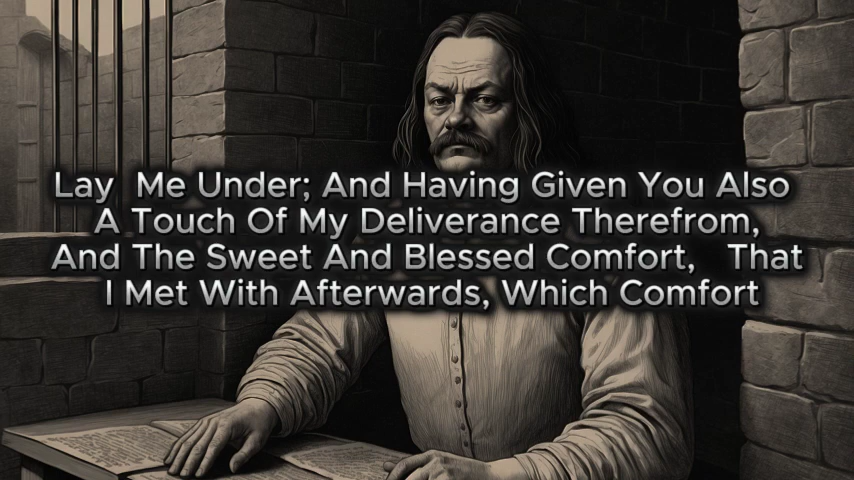 Lay  Me Under; And Having Given You Also
A Touch Of My Deliverance Therefrom,
And The Sweet And Blessed Comfort,   That
I Met With Afterwards, Which Comfort